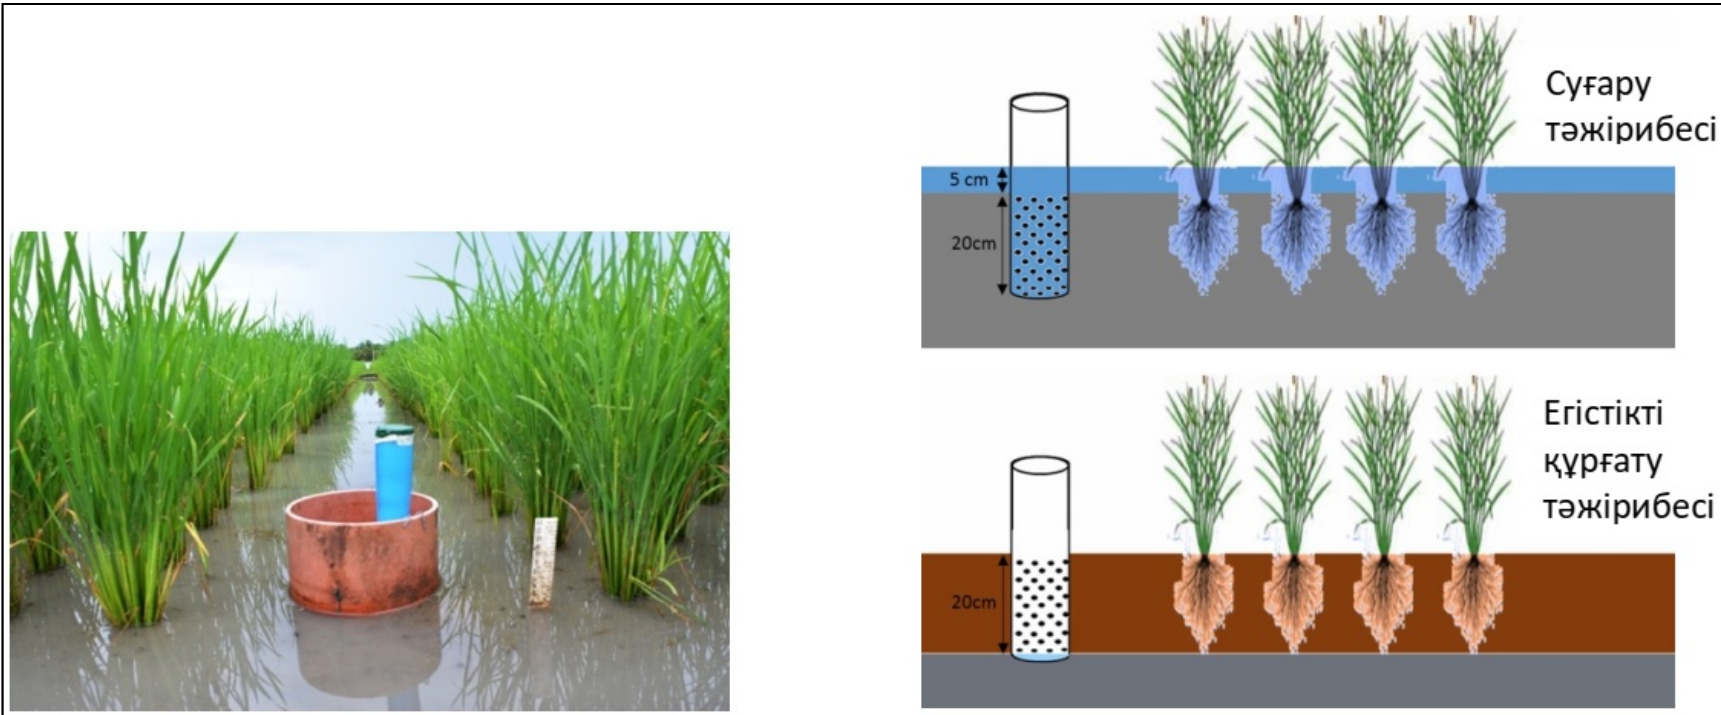 Суғару
тәжірибесі
5 cm
20cm
Егістікті
құрғату
тәжірибесі
20cm